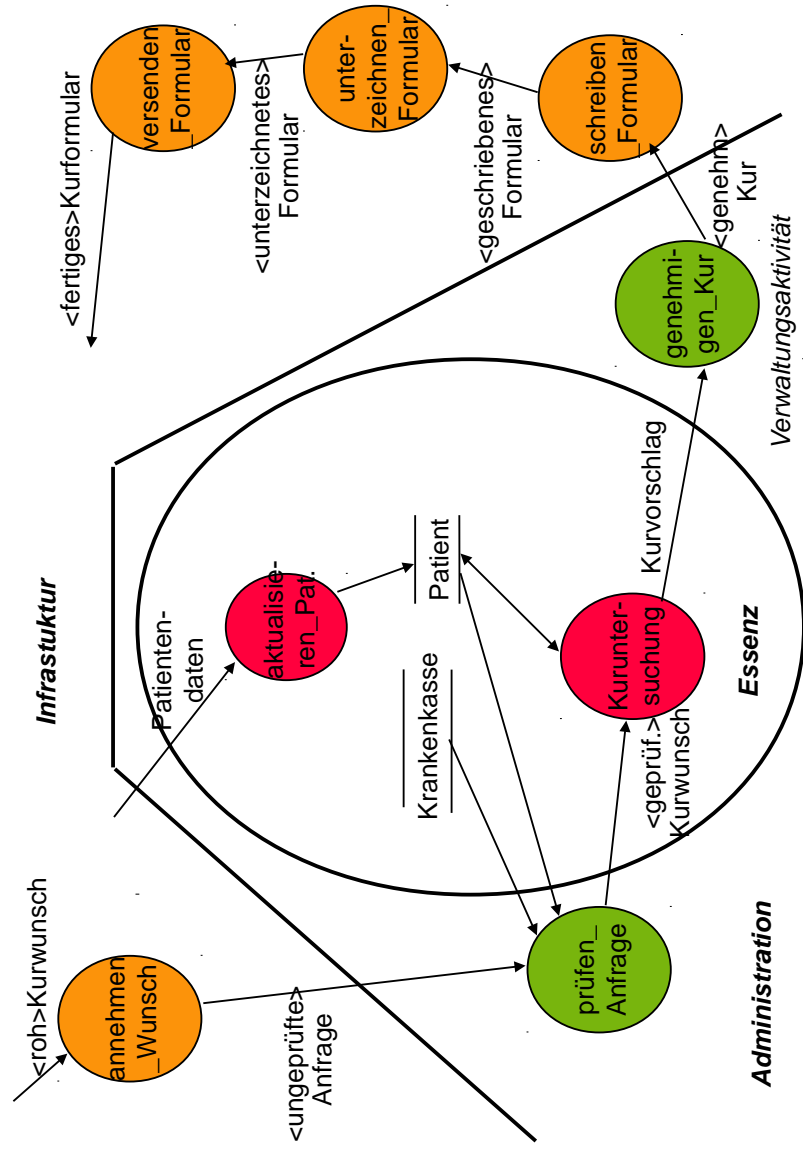 Infrastuktur
<roh>Kurwunsch
annehmen
_Wunsch
<ungeprüfte>
Anfrage
Patienten-
daten
aktualisie-
ren_Pat.
<fertiges>Kurformular
versenden
_Formular
<unterzeichnetes>
Formular
unter-
zeichnen_
Formular
<geschriebenes>
Formular
schreiben
_Formular
<genehm>
Kur
Krankenkasse
Patient
prüfen_
Anfrage
<geprüf.>
Kurwunsch
Kurunter-
suchung
Kurvorschlag
genehmi-
gen_Kur
Verwaltungsaktivität
Essenz
Administration